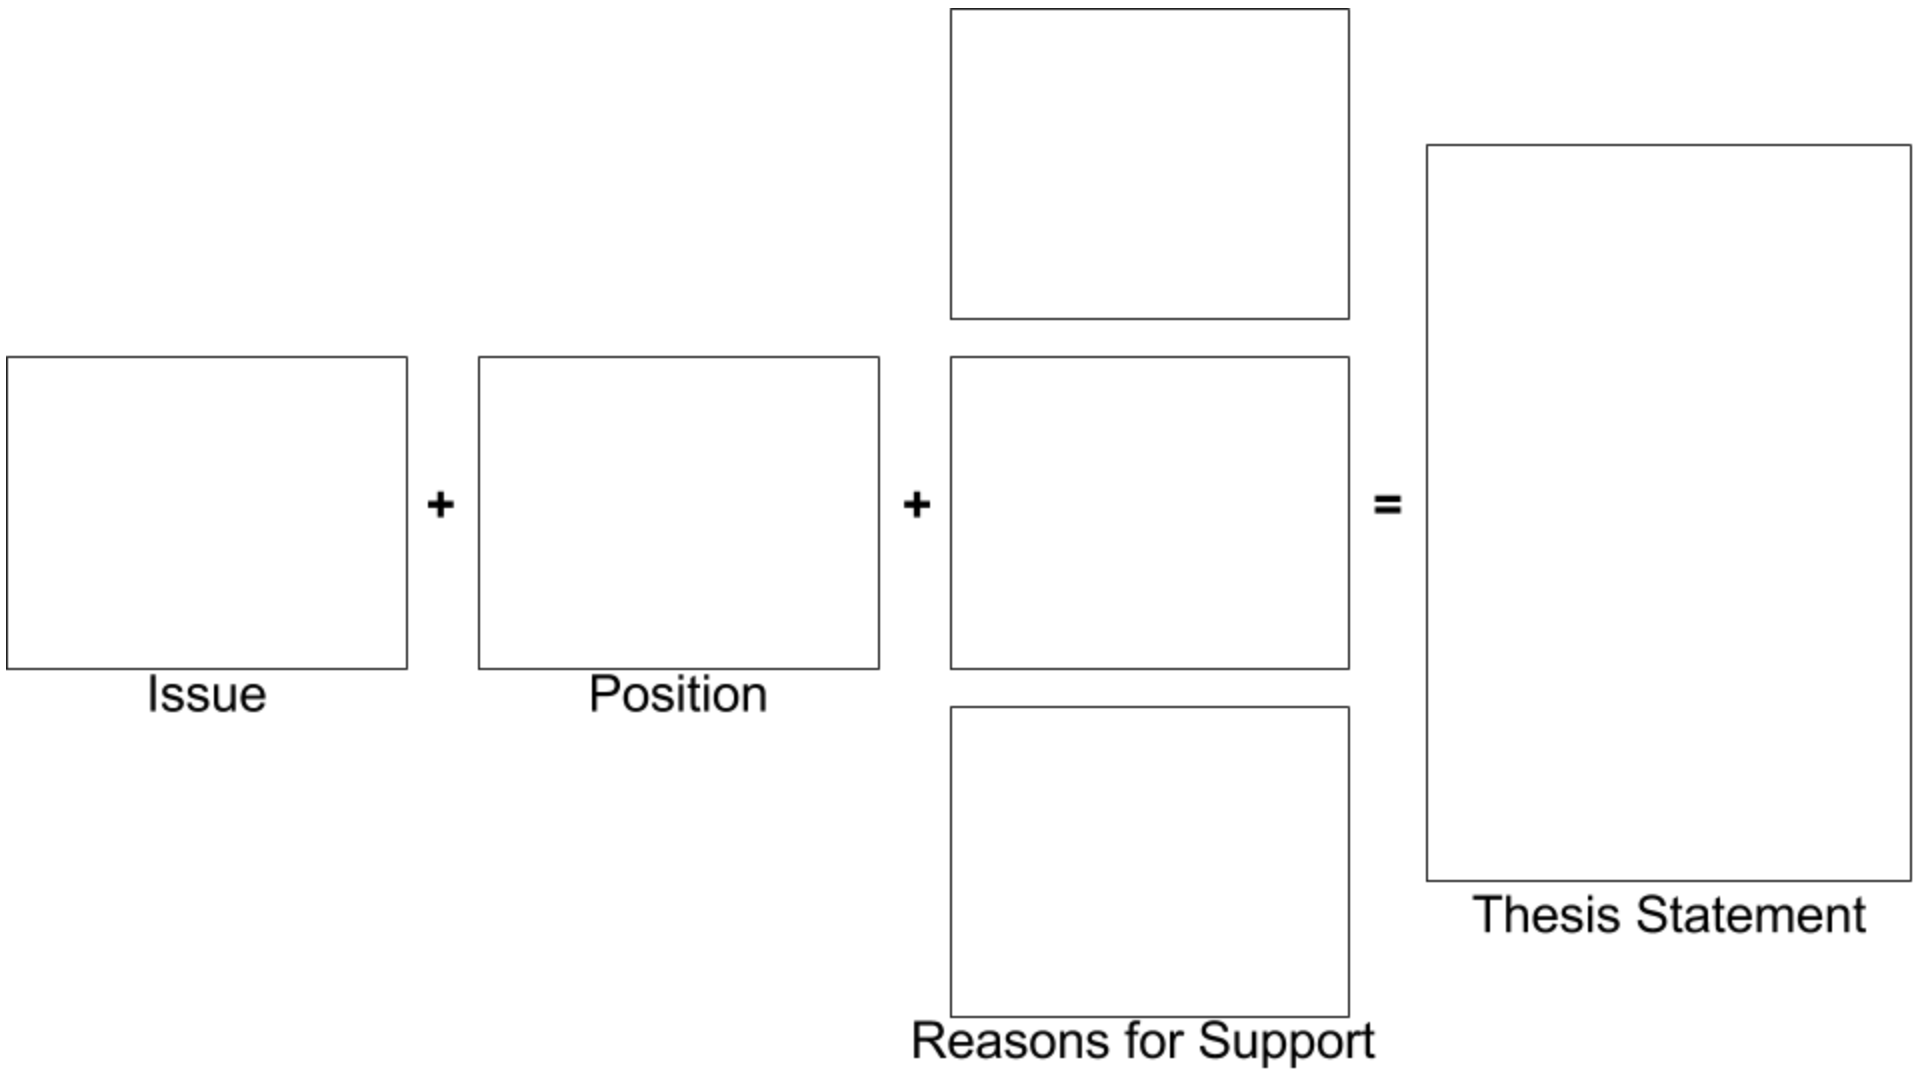 + + =
Issue
Position
Thesis Statement
Reasons for Support